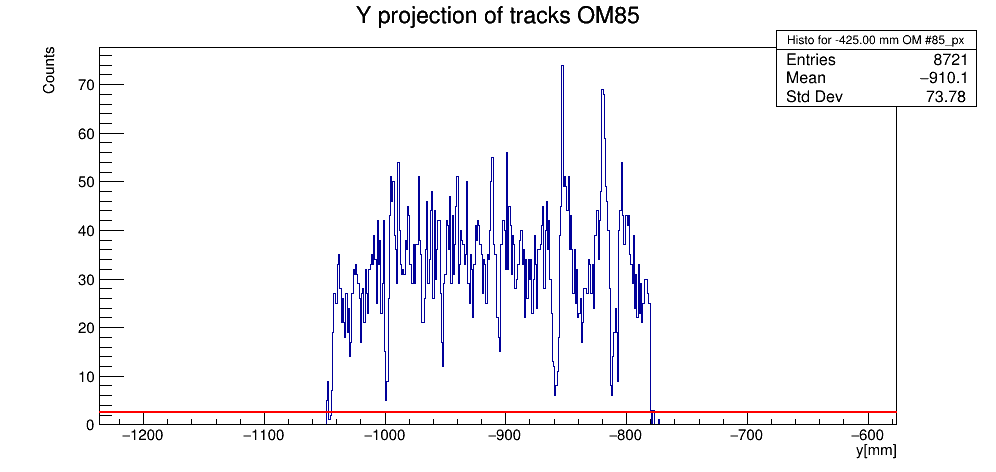 Y projection of tracks OM85
Histo for -425.00 mm OM #85_px
Entries 8721
Mean −910.1
Std Dev 73.78
Counts
70
60
50
40
30
20
10
0
−1200 −1100 −1000 −900 −800 −700 −600
y[mm]